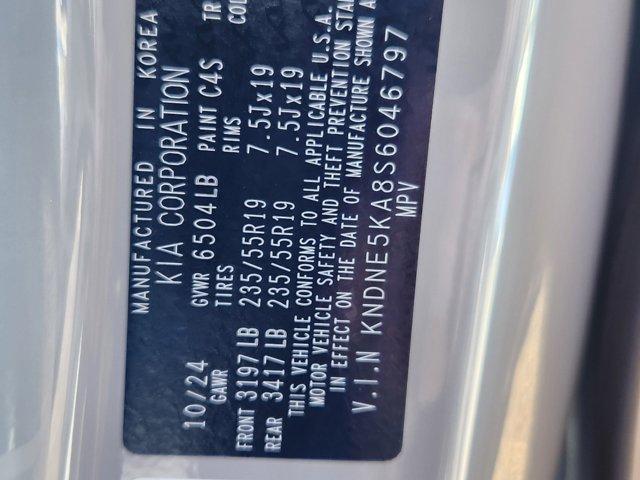 MANUFACTURED IN KOREA
KIA CORPORATION
10/24 GVWR 6504LB PAINT C4S TR
GAWR TIRES RIMS COL
FRONT 3197LB 235/55R19 7.5Jx19
REAR 3417LB 235/55R19 7.5Jx19
THIS VEHICLE CONFORMS TO ALL APPLICABLE U.S.A.
MOTOR VEHICLE SAFETY AND THEFT PREVENTION STA
IN EFFECT ON THE DATE OF MANUFACTURE SHOWN A
V.I.N KNDNE5KA8S6046797
MPV